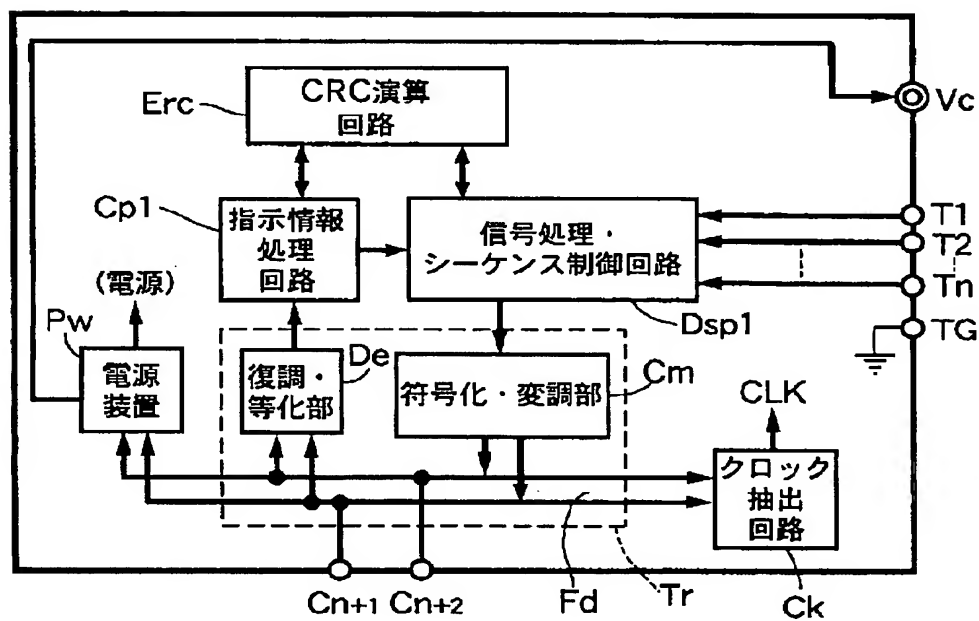 CRC演算
回路
Erc
Vc
Cp1
指示情報
処理
回路
信号処理・
シーケンス制御回路
T1
T2
Tn
TG
Dsp1
(電源)
Pw
電源
装置
De
復調・
等化部
Cm
符号化・変調部
CLK
クロック
抽出
回路
Cn+1
Cn+2
Fd
Tr
Ck